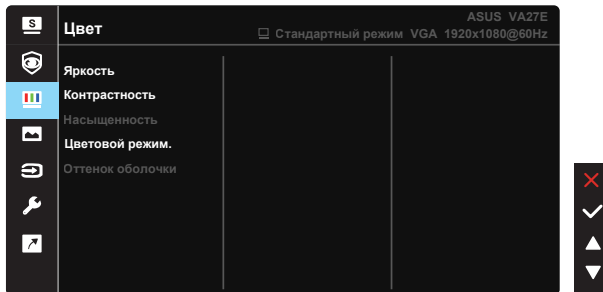 S
Цвет
ASUS VA27E
Стандартный режим VGA 1920x1080@60Hz
Яркость
Контрастность
Насыщенность
Цветовой режим.
Оттенок оболочки